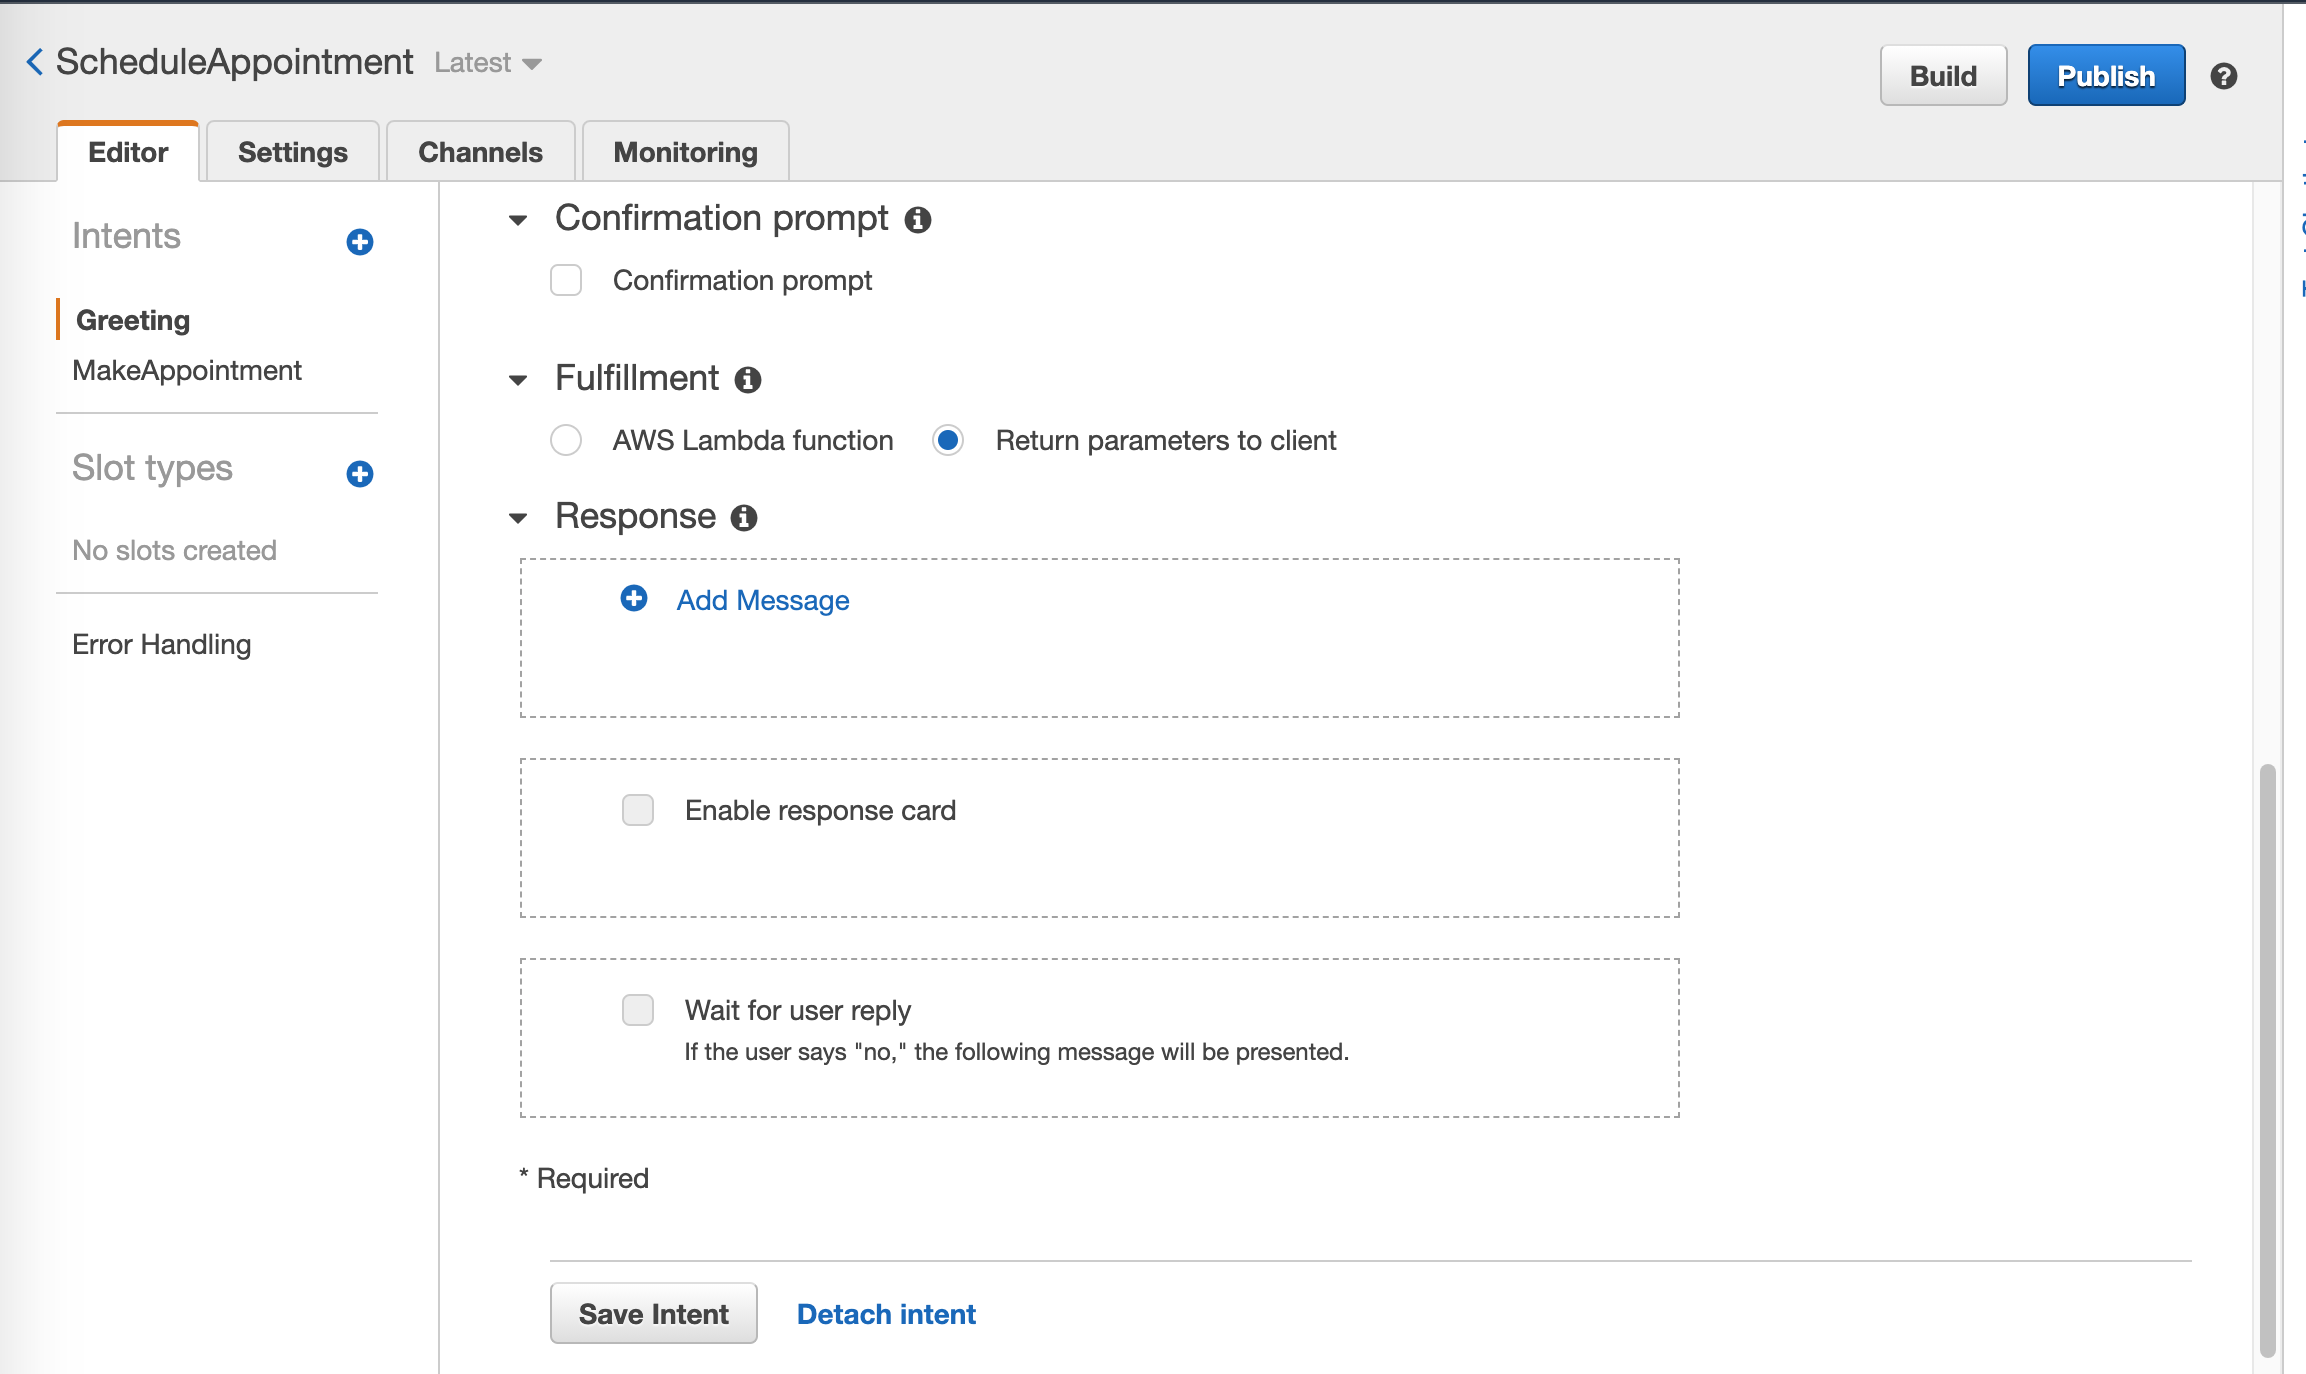 ScheduleAppointment Latest
Build Publish
Editor Settings Channels Monitoring
Intents
Greeting
MakeAppointment
Slot types
No slots created
Error Handling
Confirmation prompt
Confirmation prompt
Fulfillment
AWS Lambda function Return parameters to client
Response
Add Message
Enable response card
Wait for user reply
If the user says "no," the following message will be presented.
* Required
Save Intent Detach intent